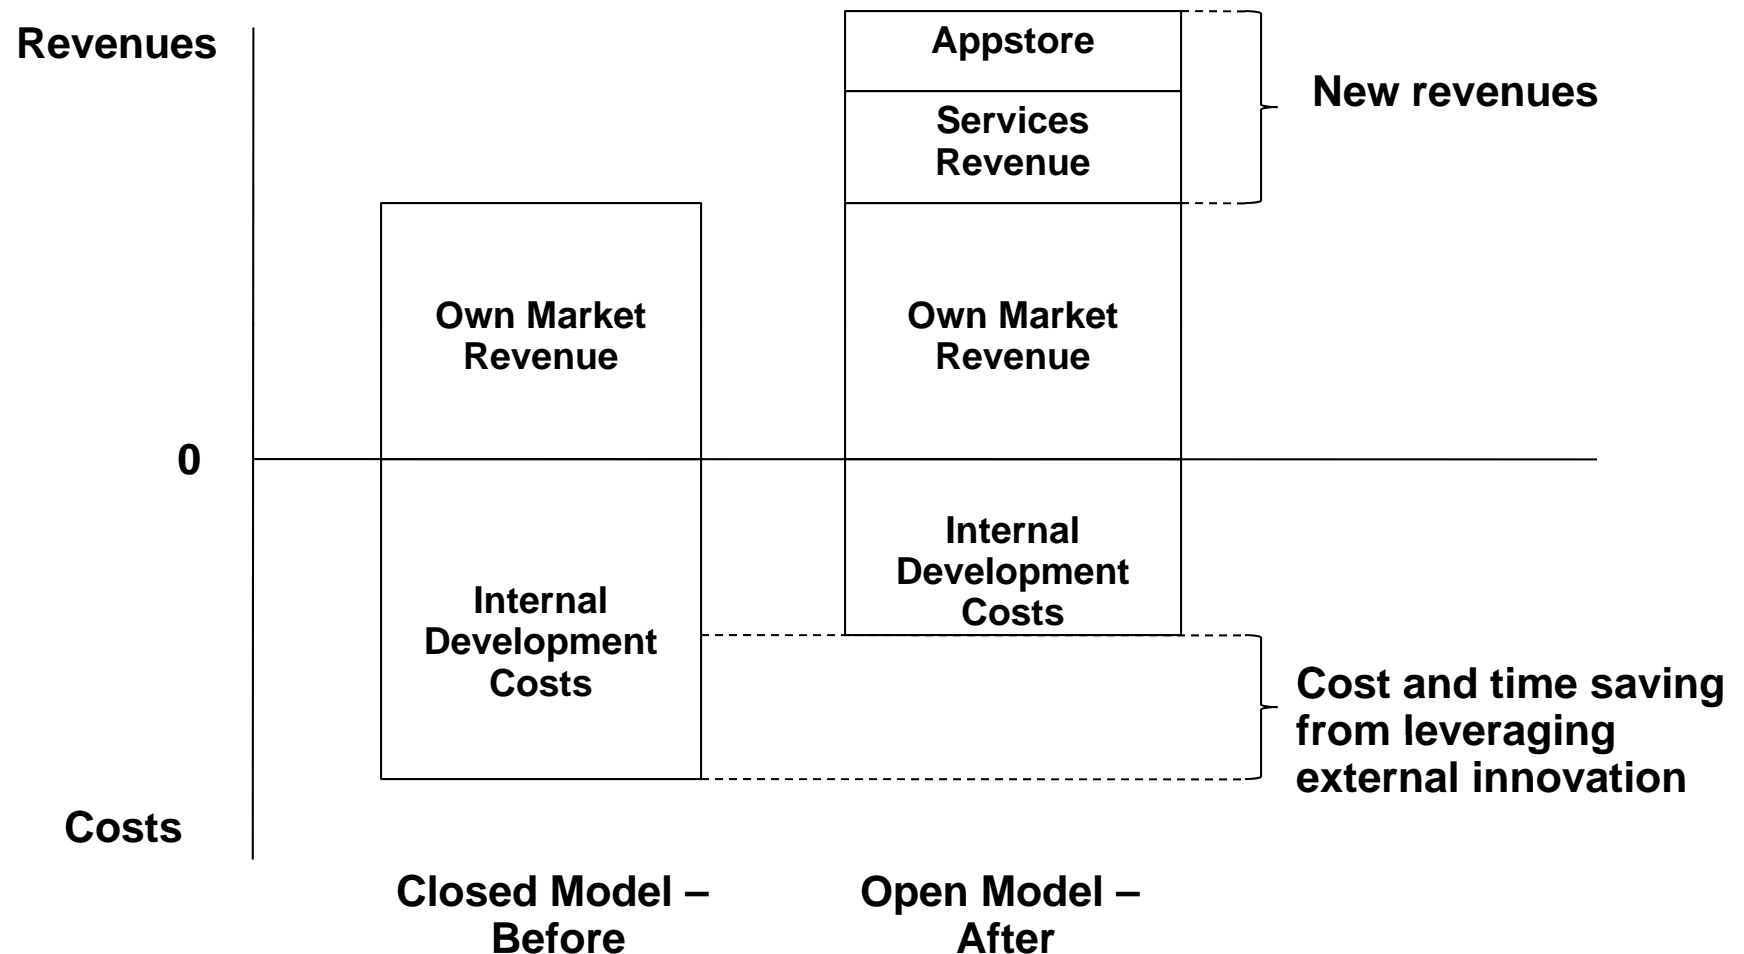 Revenues
Appstore
New revenues
Services
Revenue
Own Market
Revenue
Own Market
Revenue
0
Internal
Development
Costs
Internal
Development
Costs
Cost and time saving
from leveraging
external innovation
Costs
Closed Model –
Before
Open Model –
After